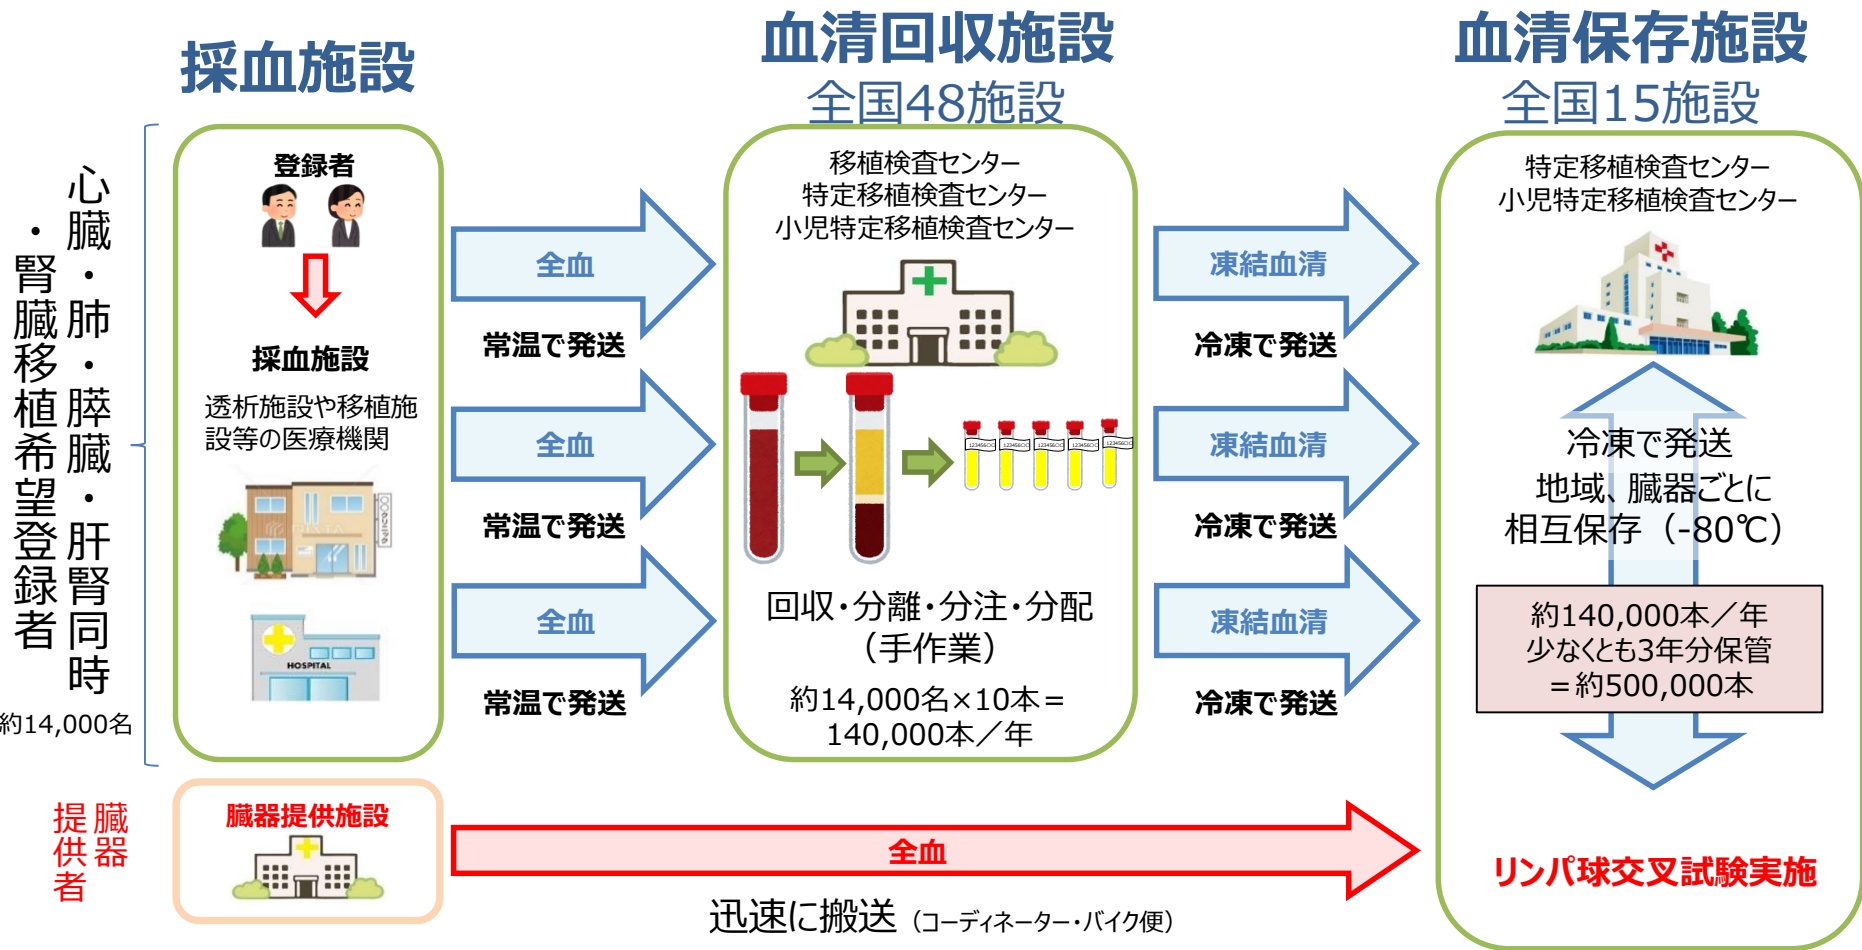 採血施設
血清回収施設
全国48施設
血清保存施設
全国15施設
心臓・肺・膵臓・肝腎同時
・腎臓移植希望登録者
約14,000名
登録者
採血施設
透析施設や移植施
設等の医療機関
〇〇クリニック
HOSPITAL
全血
常温で発送
全血
常温で発送
全血
常温で発送
移植検査センター
特定移植検査センター
小児特定移植検査センター
123456〇〇
123456〇〇
123456〇〇
123456〇〇
123456〇〇
回収・分離・分注・分配
（手作業）
約14,000名×10本＝
140,000本／年
凍結血清
冷凍で発送
凍結血清
冷凍で発送
凍結血清
冷凍で発送
特定移植検査センター
小児特定移植検査センター
冷凍で発送
地域、臓器ごとに
相互保存（-80℃）
約140,000本／年
少なくとも3年分保管
＝約500,000本
臓器
提供者
臓器提供施設
全血
迅速に搬送（コーディネーター・バイク便）
リンパ球交叉試験実施